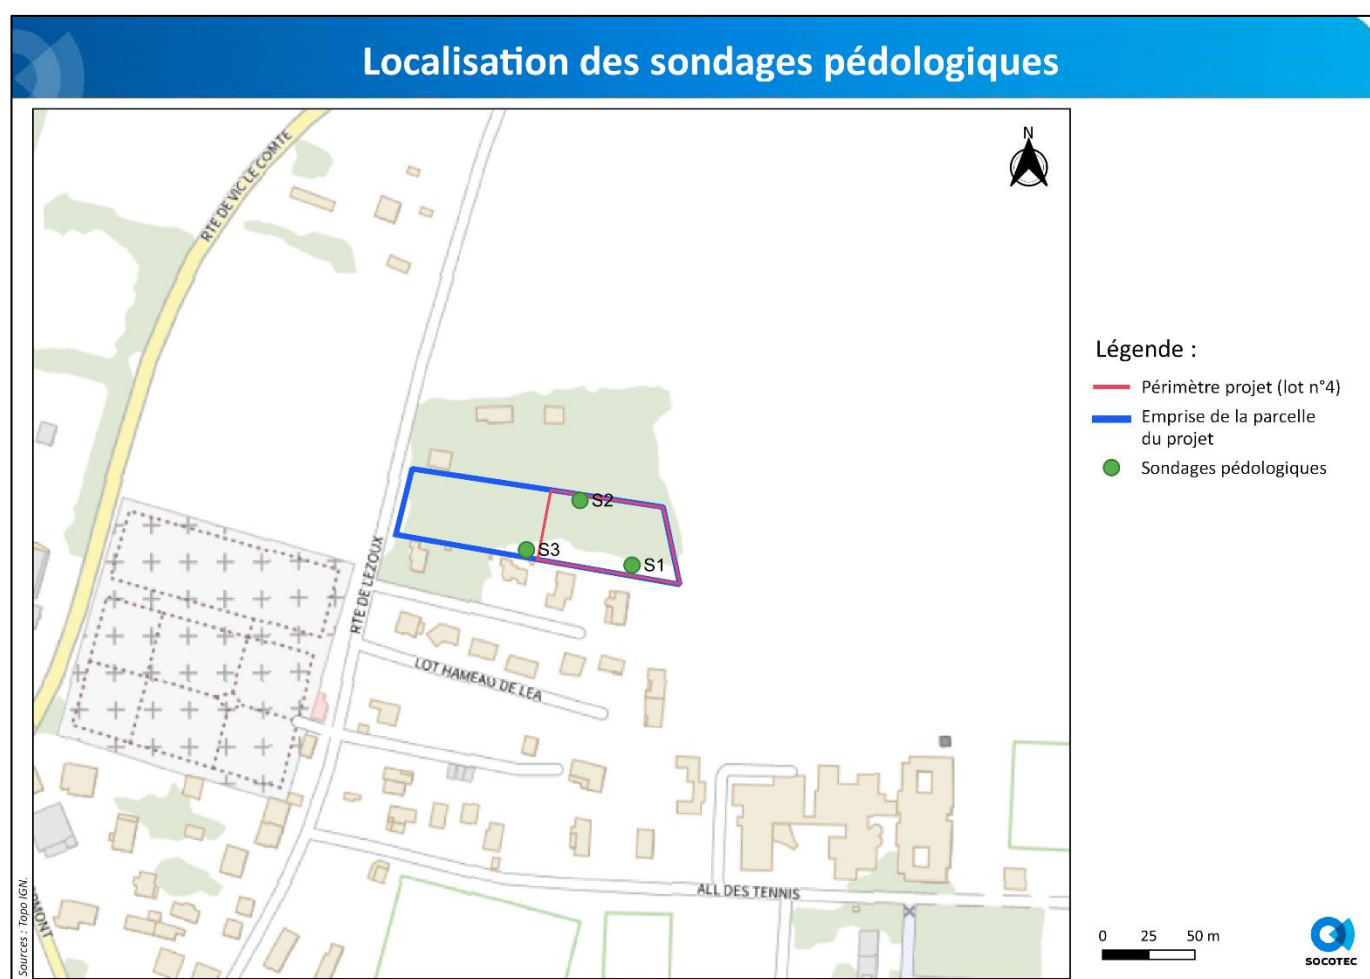 Localisation des sondages pédologiques
N
RTE DE VIC LE COMTE
Légende :
Périmètre projet (lot n°4)
Emprise de la parcelle
du projet
Sondages pédologiques
S2
S3
S1
RTE DE LEZOUX
LOT HAMEAU DE LEA
ALL DES TENNIS
Sources : Topo IGN.
0 25 50 m
SOCOTEC